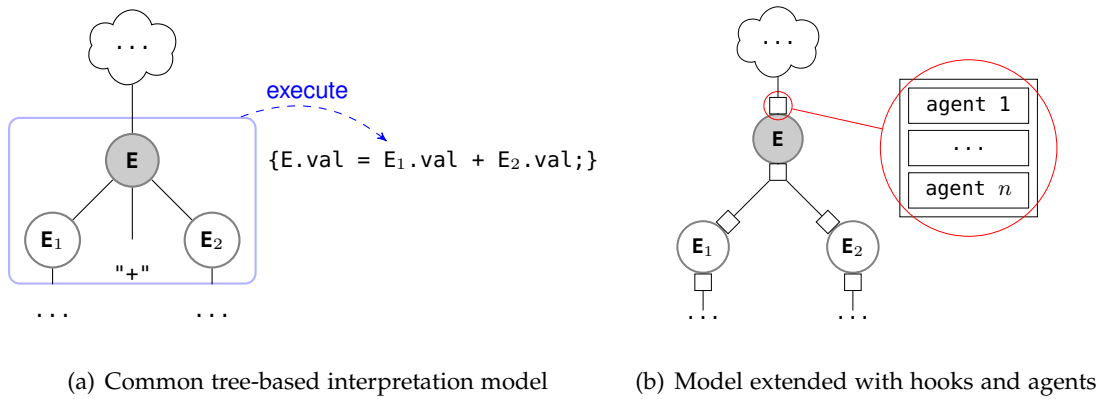 ...
execute
E
{E.val = E₁.val + E₂.val;}
E₁
E₂
"+"
...
...
(a) Common tree-based interpretation model
...
agent 1
...
agent n
E
E₁
E₂
...
...
(b) Model extended with hooks and agents